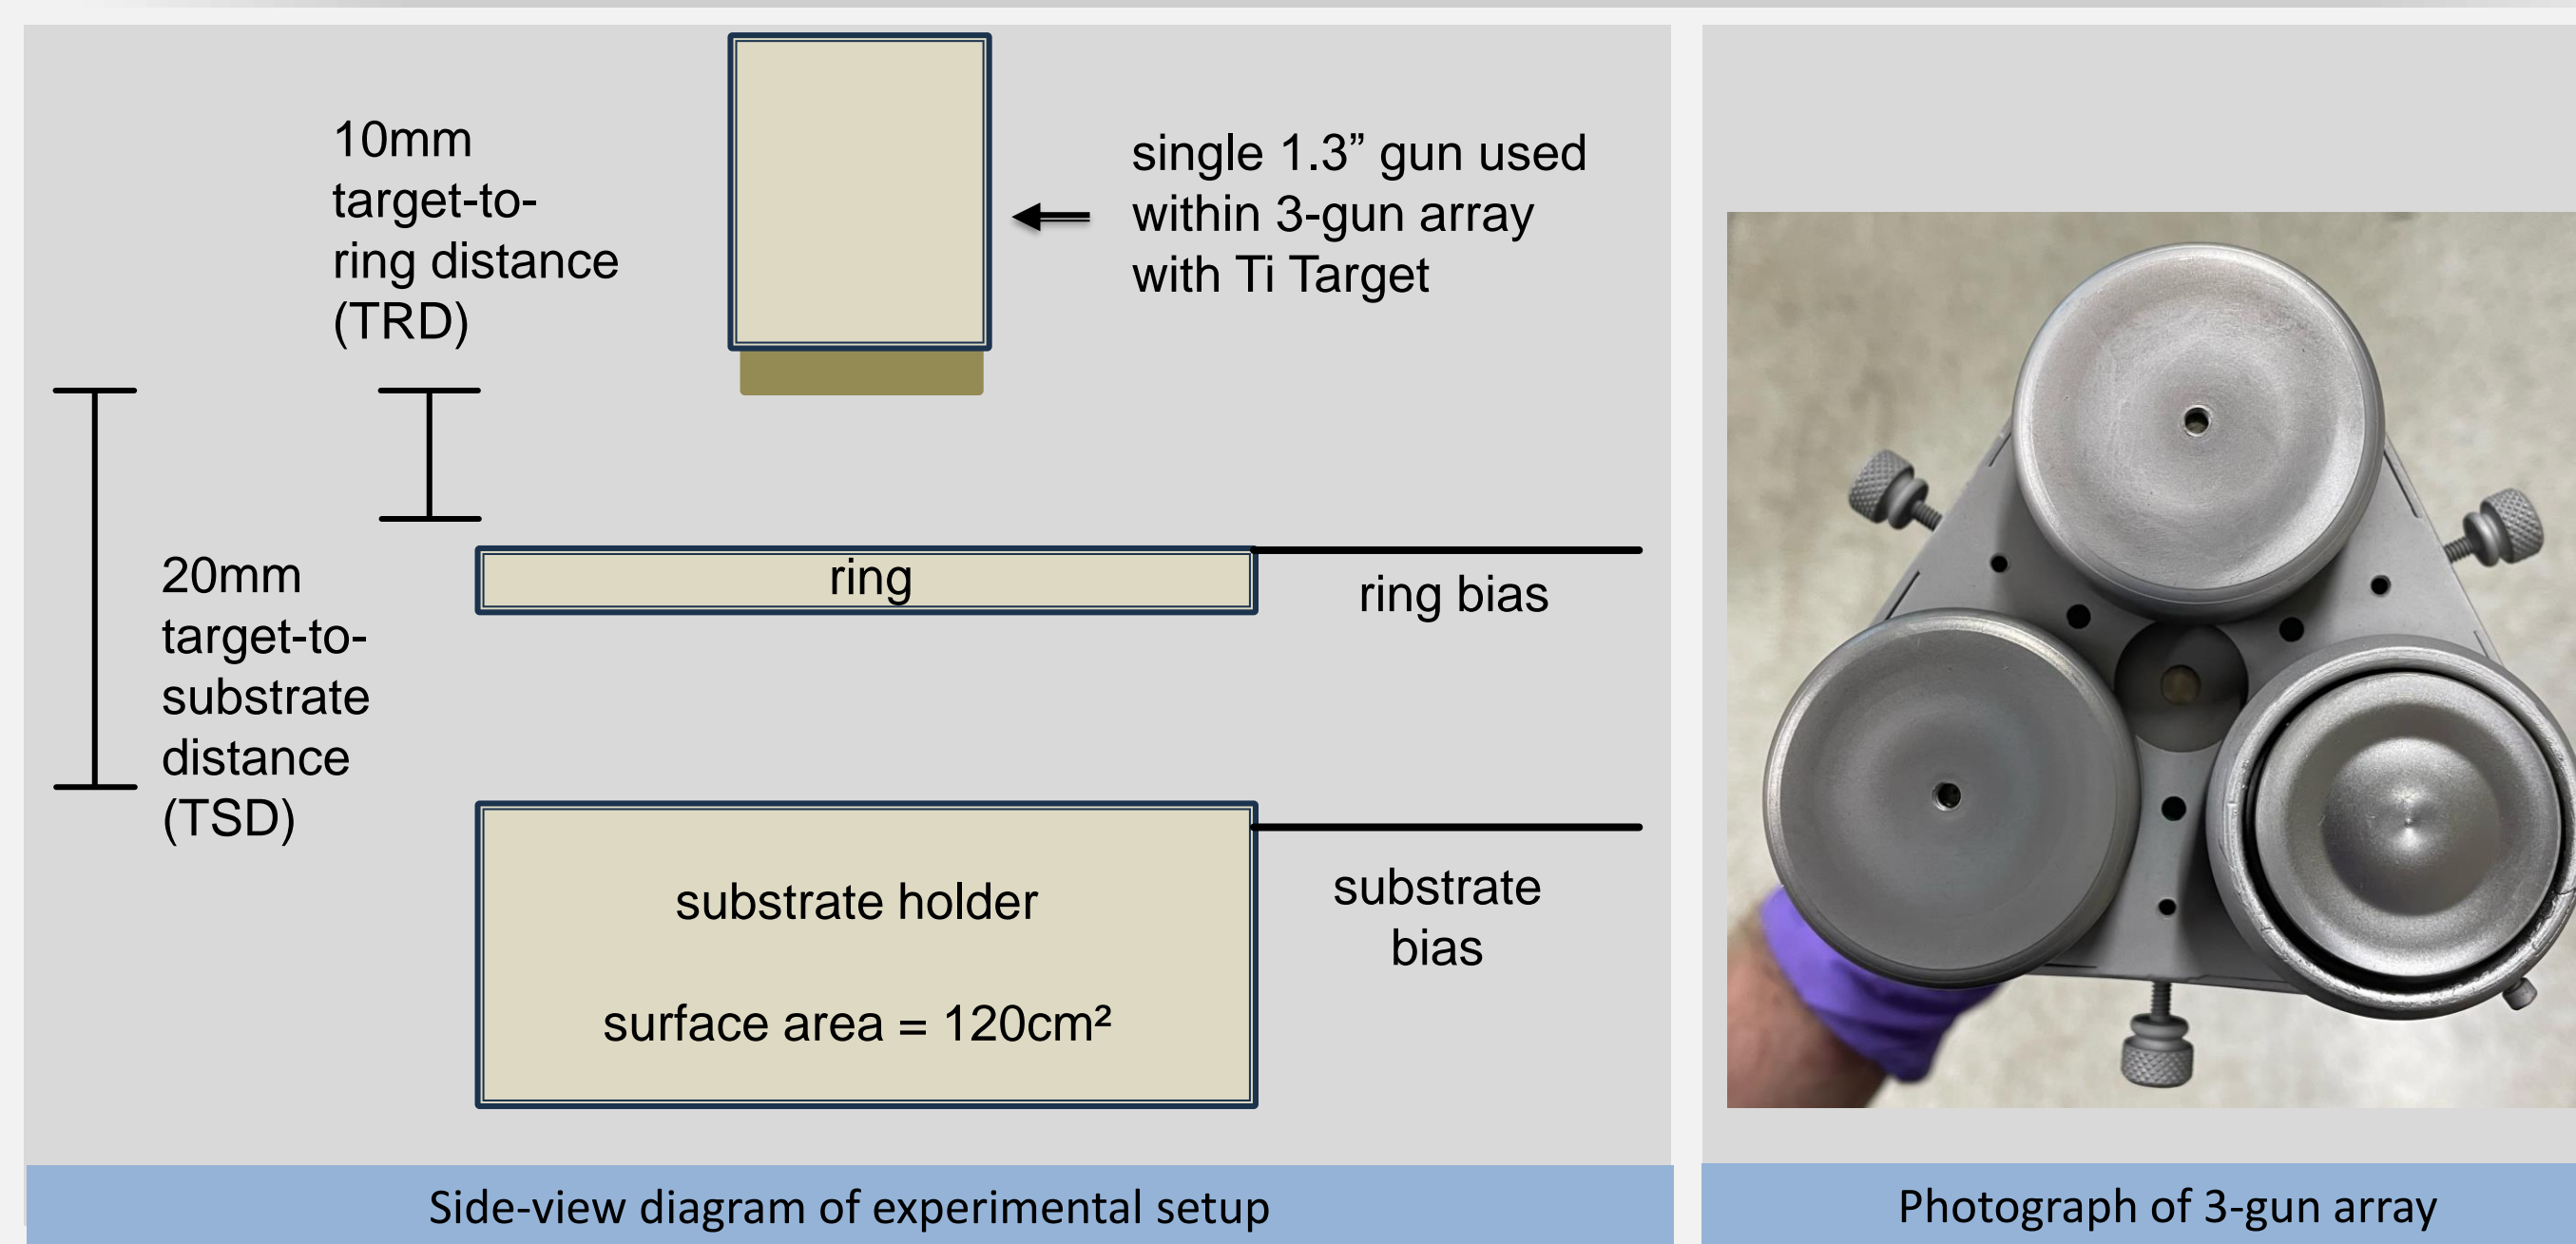 10mm
target-to-
ring distance
(TRD)
single 1.3” gun used
within 3-gun array
with Ti Target
20mm
target-to-
substrate
distance
(TSD)
ring
ring bias
substrate holder
surface area = 120cm²
substrate
bias
Side-view diagram of experimental setup
Photograph of 3-gun array